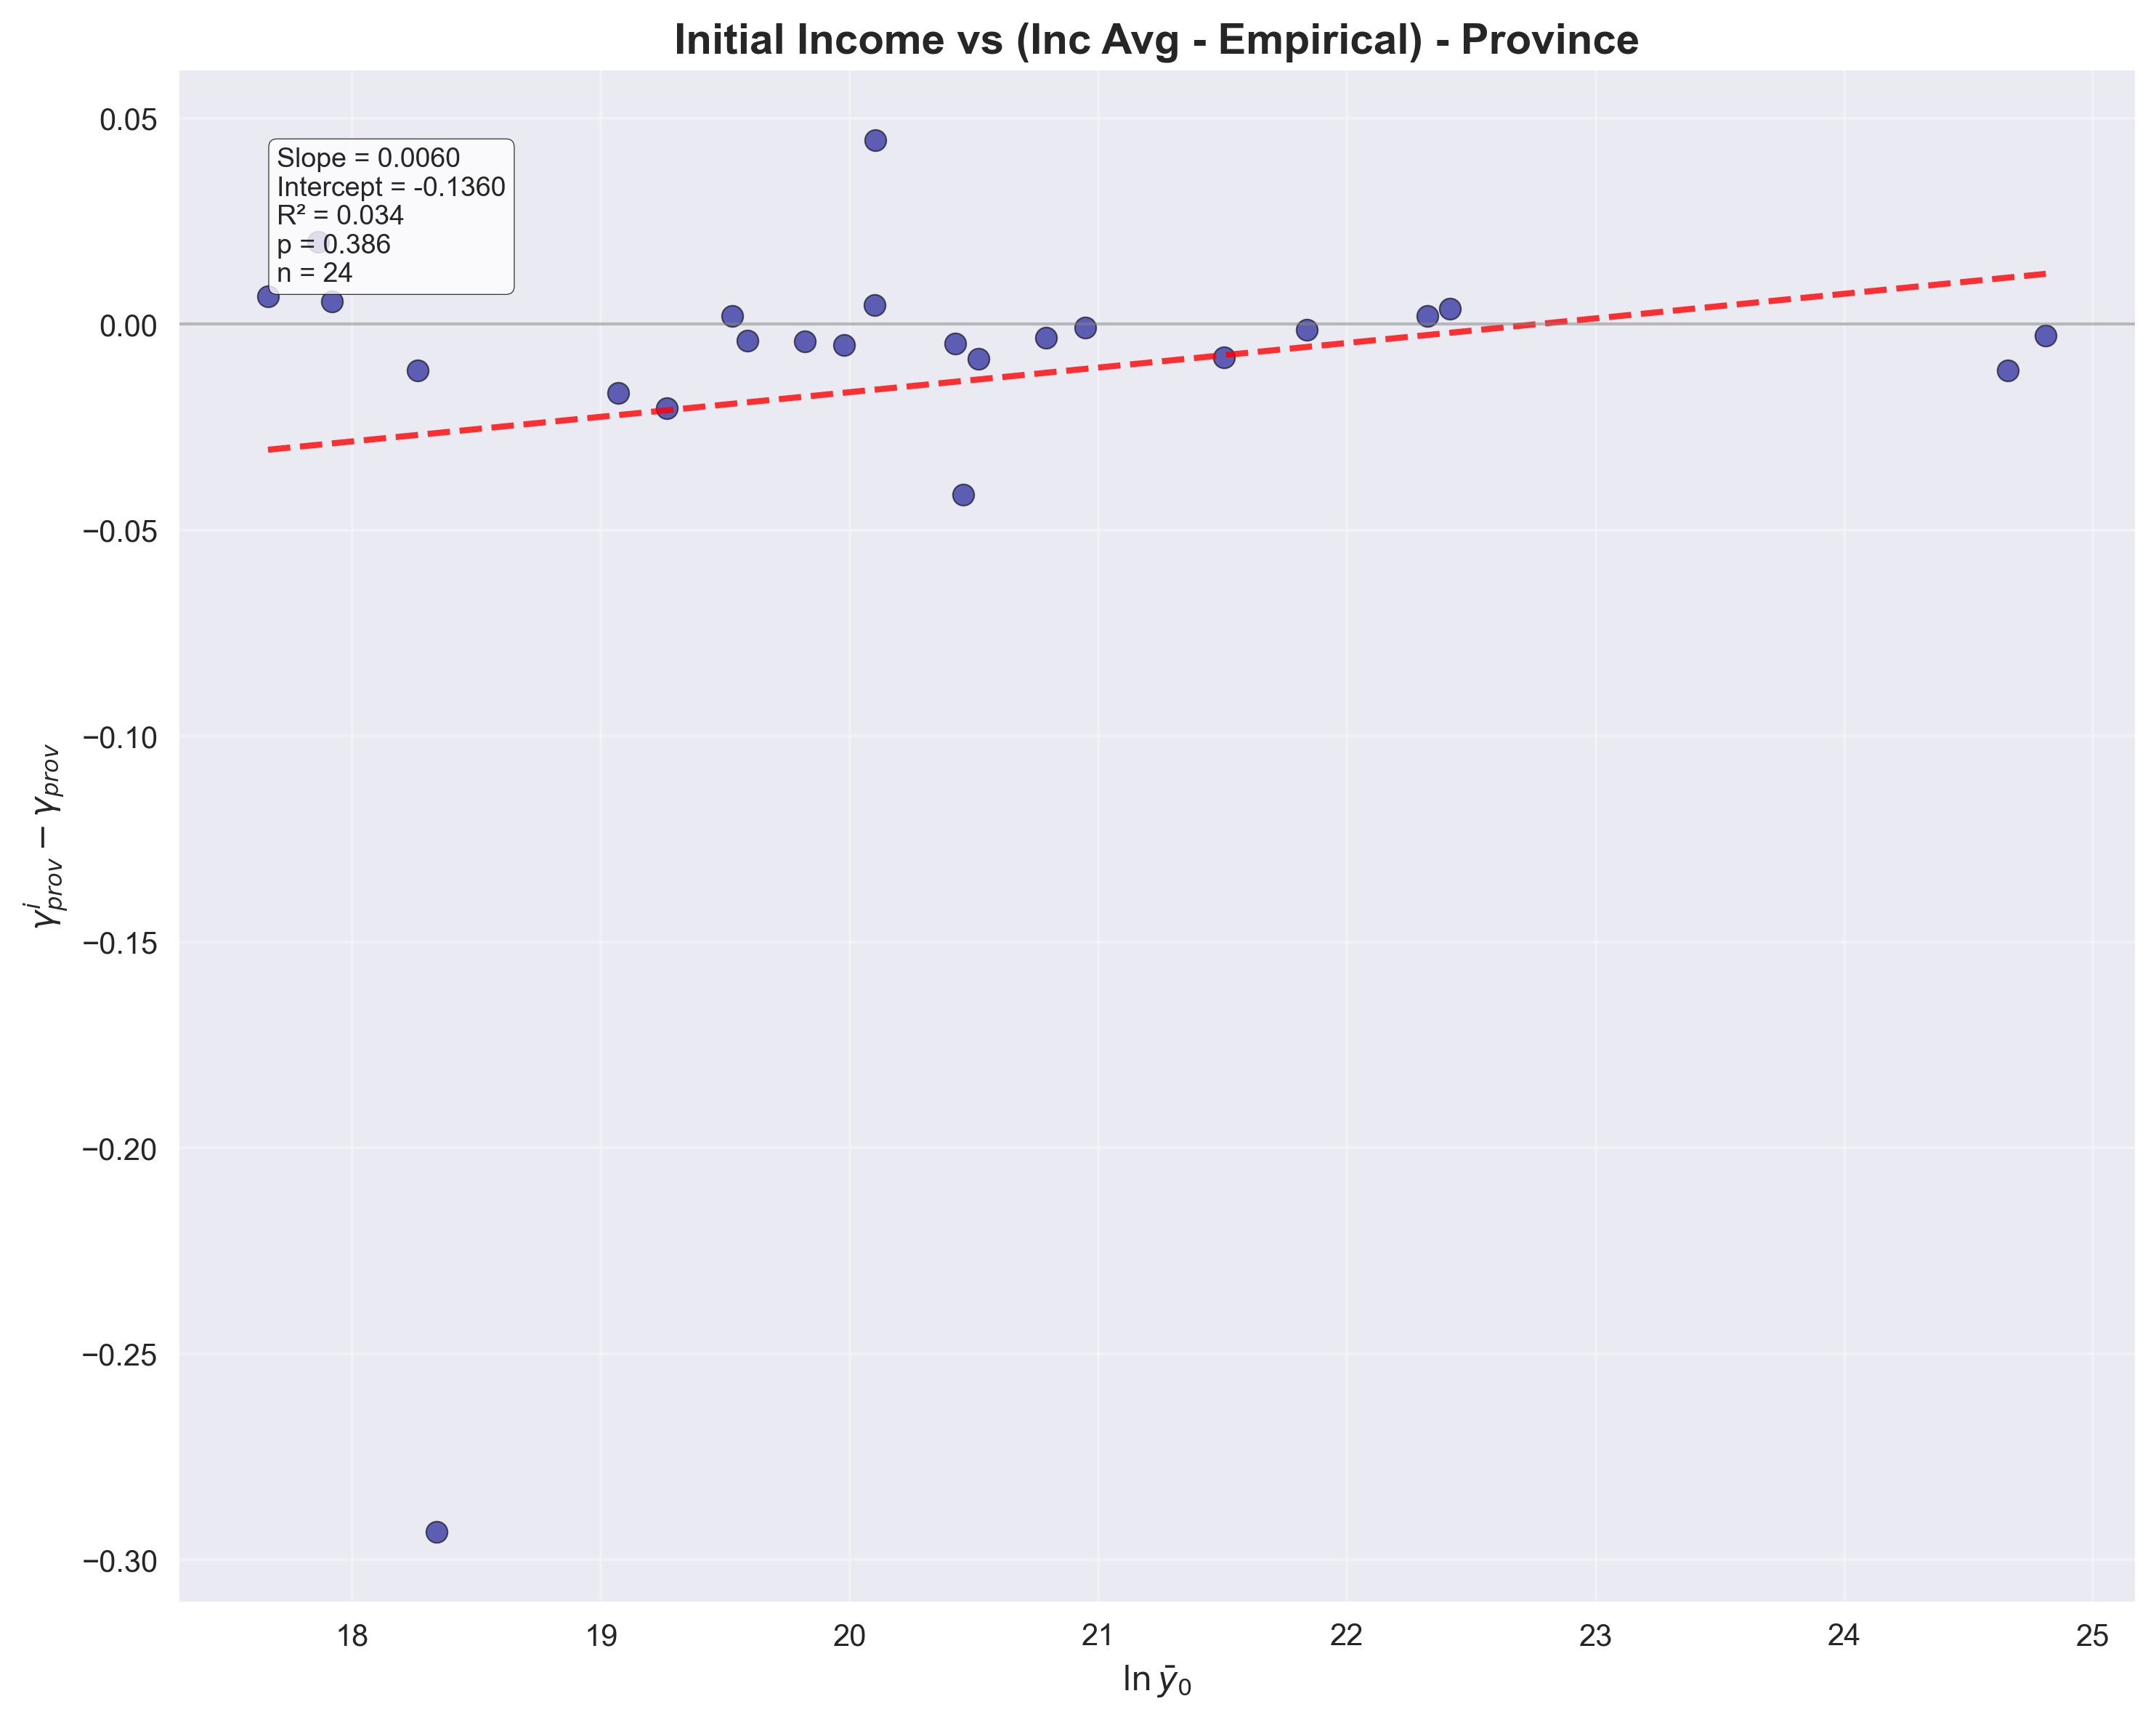 Initial Income vs (Inc Avg - Empirical) - Province
0.05
0.00
−0.05
−0.10
−0.15
−0.20
−0.25
−0.30
Slope = 0.0060
Intercept = -0.1360
R² = 0.034
p = 0.386
n = 24
γ^i_prov − γ_prov
18 19 20 21 22 23 24 25
ln ȳ₀